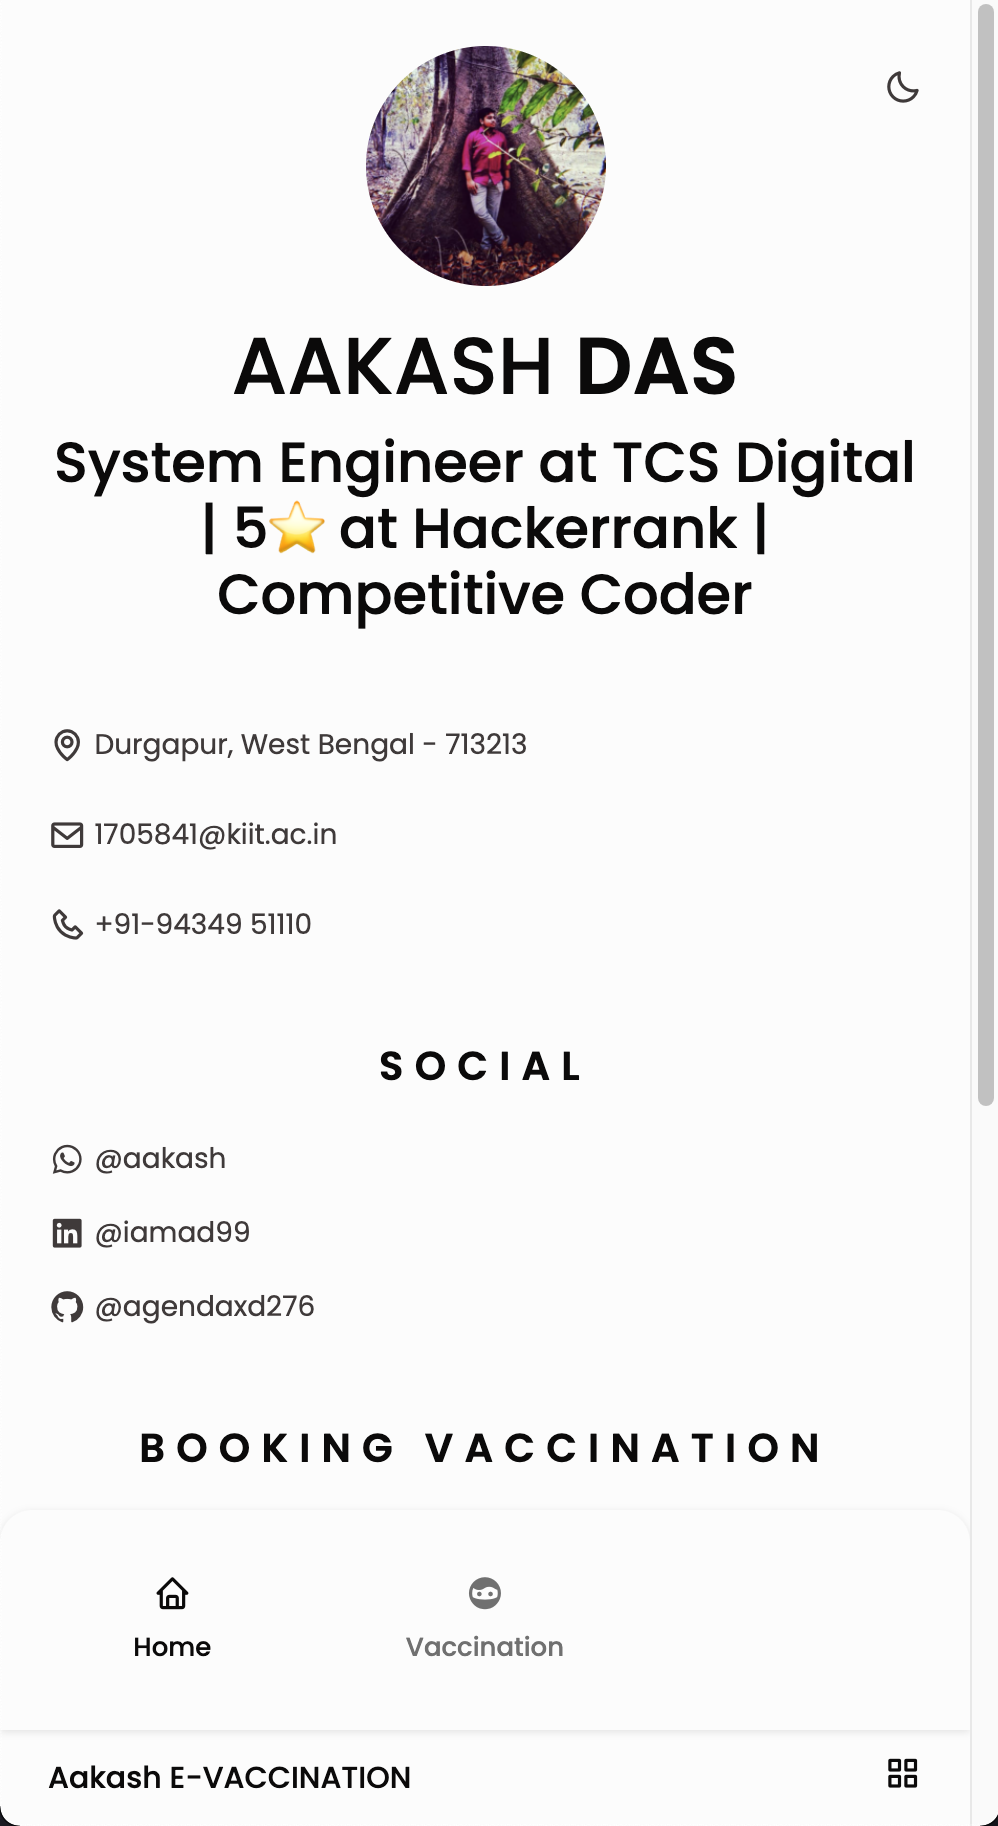 AAKASH DAS
System Engineer at TCS Digital
| 5⭐ at Hackerrank |
Competitive Coder
Durgapur, West Bengal - 713213
1705841@kiit.ac.in
+91-94349 51110
SOCIAL
@aakash
@iamad99
@agendaxd276
BOOKING VACCINATION
Home
Vaccination
Aakash E-VACCINATION